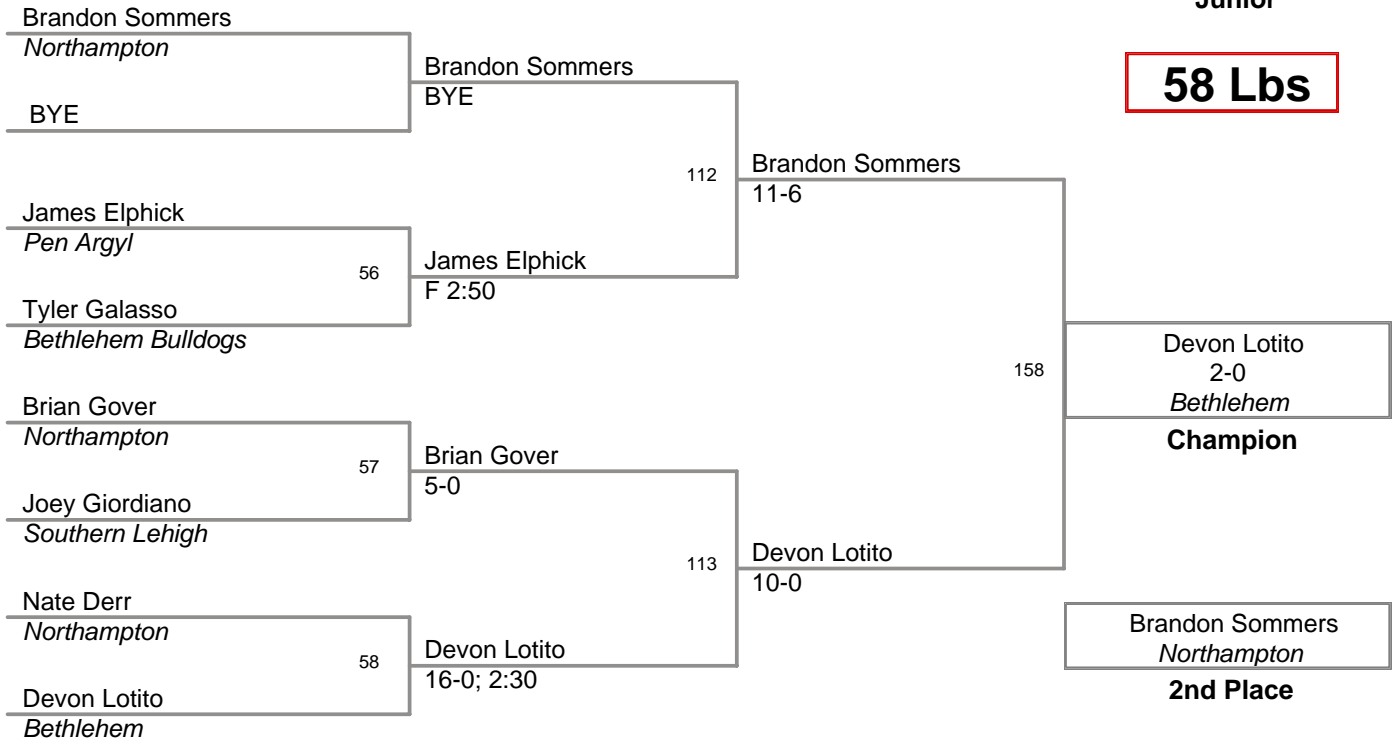 Junior
58 Lbs
Brandon Sommers
Northampton
BYE
James Elphick
Pen Argyl
Tyler Galasso
Bethlehem Bulldogs
Brian Gover
Northampton
Joey Giordiano
Southern Lehigh
Nate Derr
Northampton
Devon Lotito
Bethlehem
56
57
58
Brandon Sommers
BYE
James Elphick
F 2:50
Brian Gover
5-0
Devon Lotito
16-0; 2:30
112
113
Brandon Sommers
11-6
Devon Lotito
10-0
158
Devon Lotito
2-0
Bethlehem
Champion
Brandon Sommers
Northampton
2nd Place